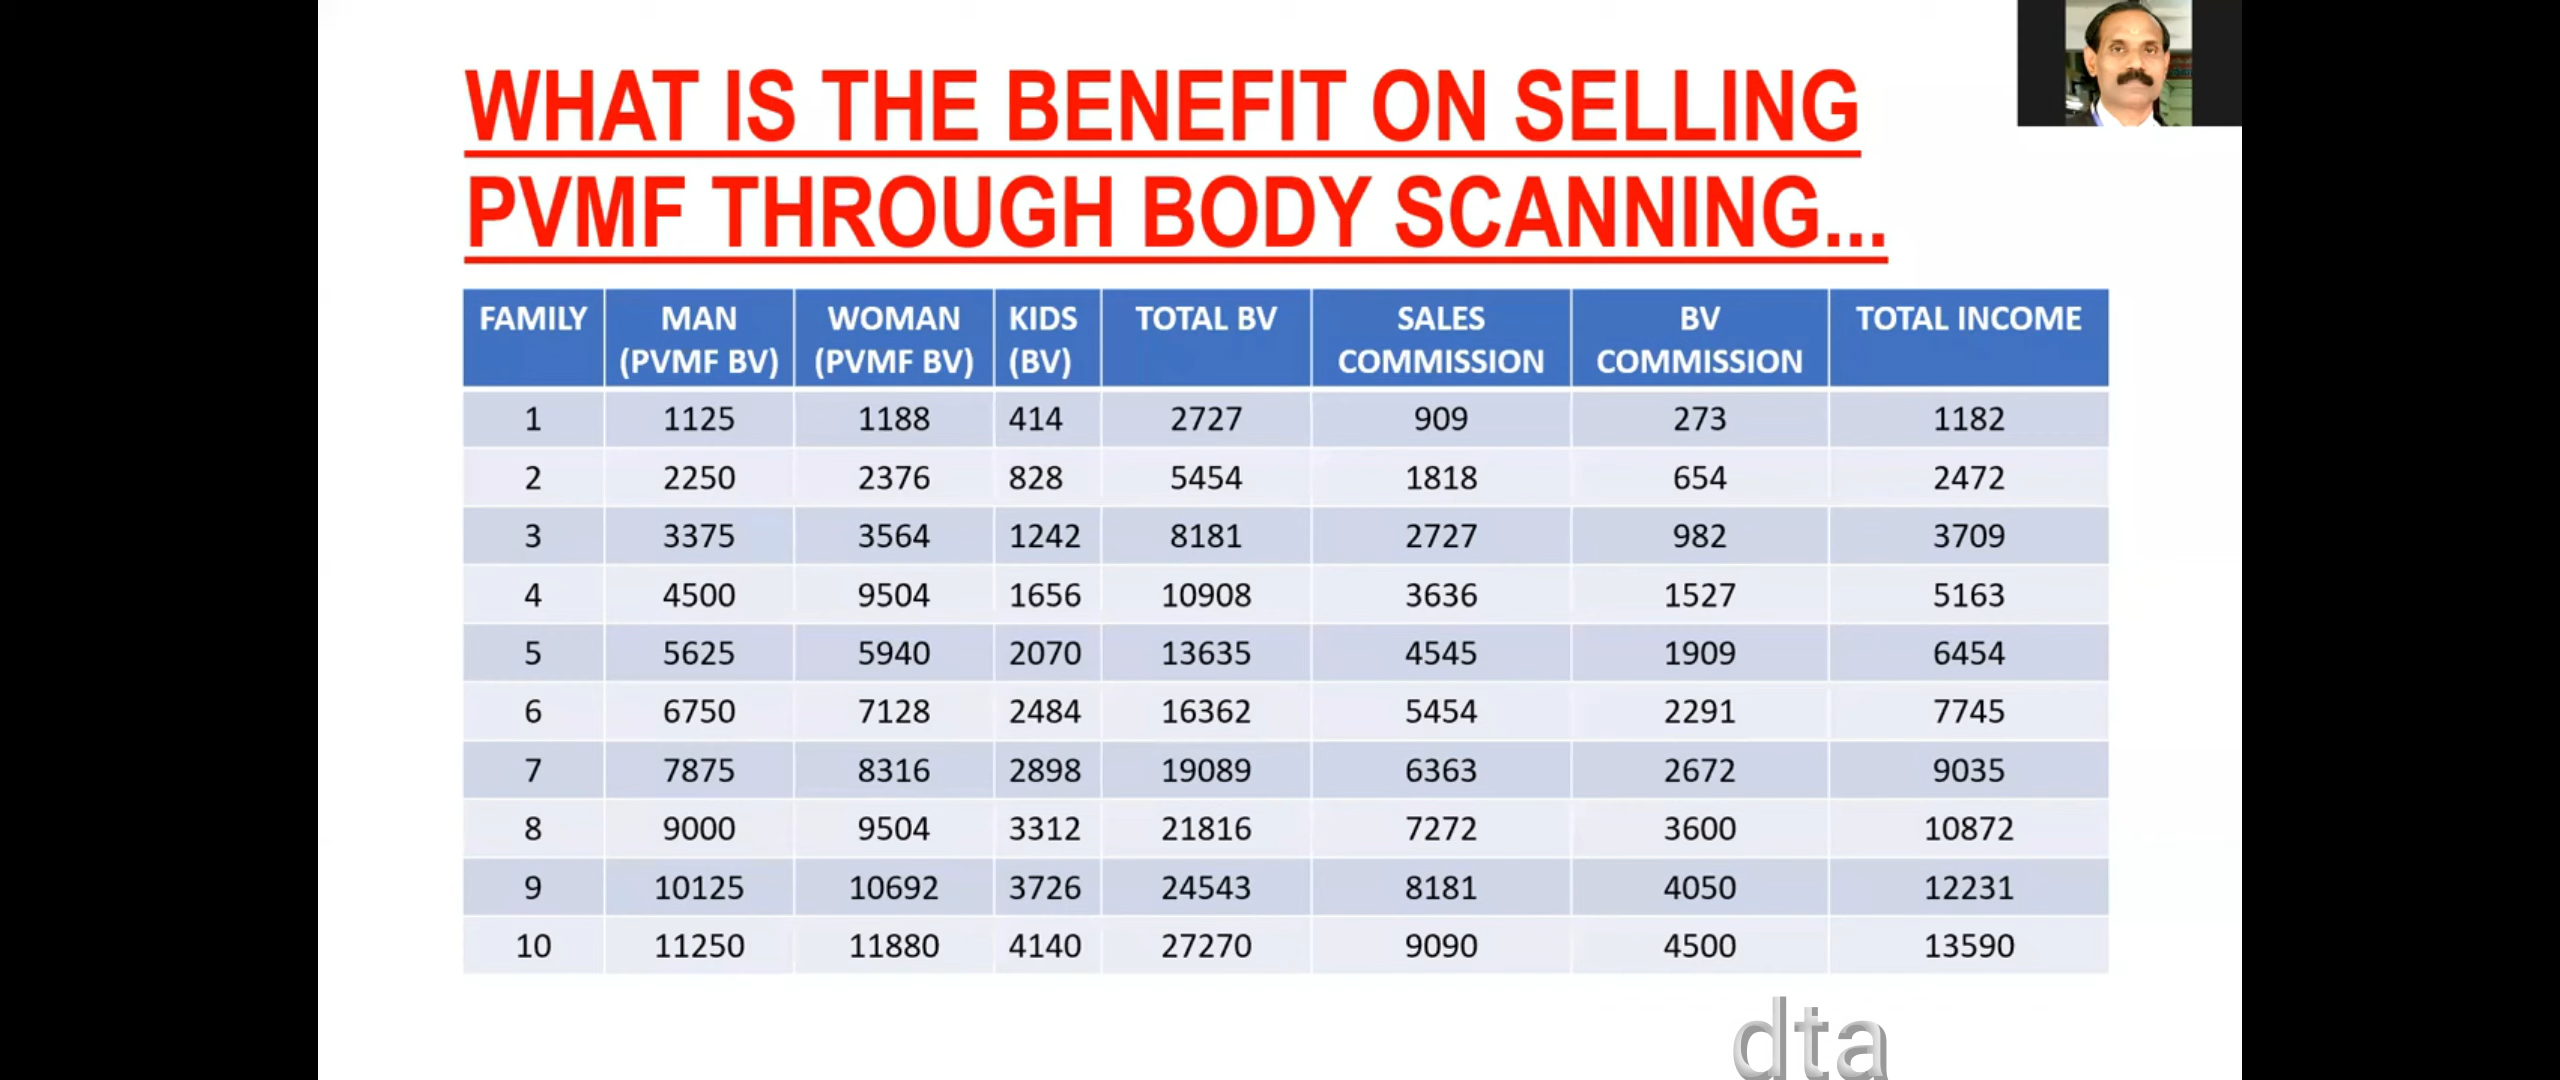 WHAT IS THE BENEFIT ON SELLING
PVMF THROUGH BODY SCANNING...
FAMILY MAN (PVMF BV) WOMAN (PVMF BV) KIDS (BV) TOTAL BV SALES COMMISSION BV COMMISSION TOTAL INCOME
1 1125 1188 414 2727 909 273 1182
2 2250 2376 828 5454 1818 654 2472
3 3375 3564 1242 8181 2727 982 3709
4 4500 9504 1656 10908 3636 1527 5163
5 5625 5940 2070 13635 4545 1909 6454
6 6750 7128 2484 16362 5454 2291 7745
7 7875 8316 2898 19089 6363 2672 9035
8 9000 9504 3312 21816 7272 3600 10872
9 10125 10692 3726 24543 8181 4050 12231
10 11250 11880 4140 27270 9090 4500 13590
dta